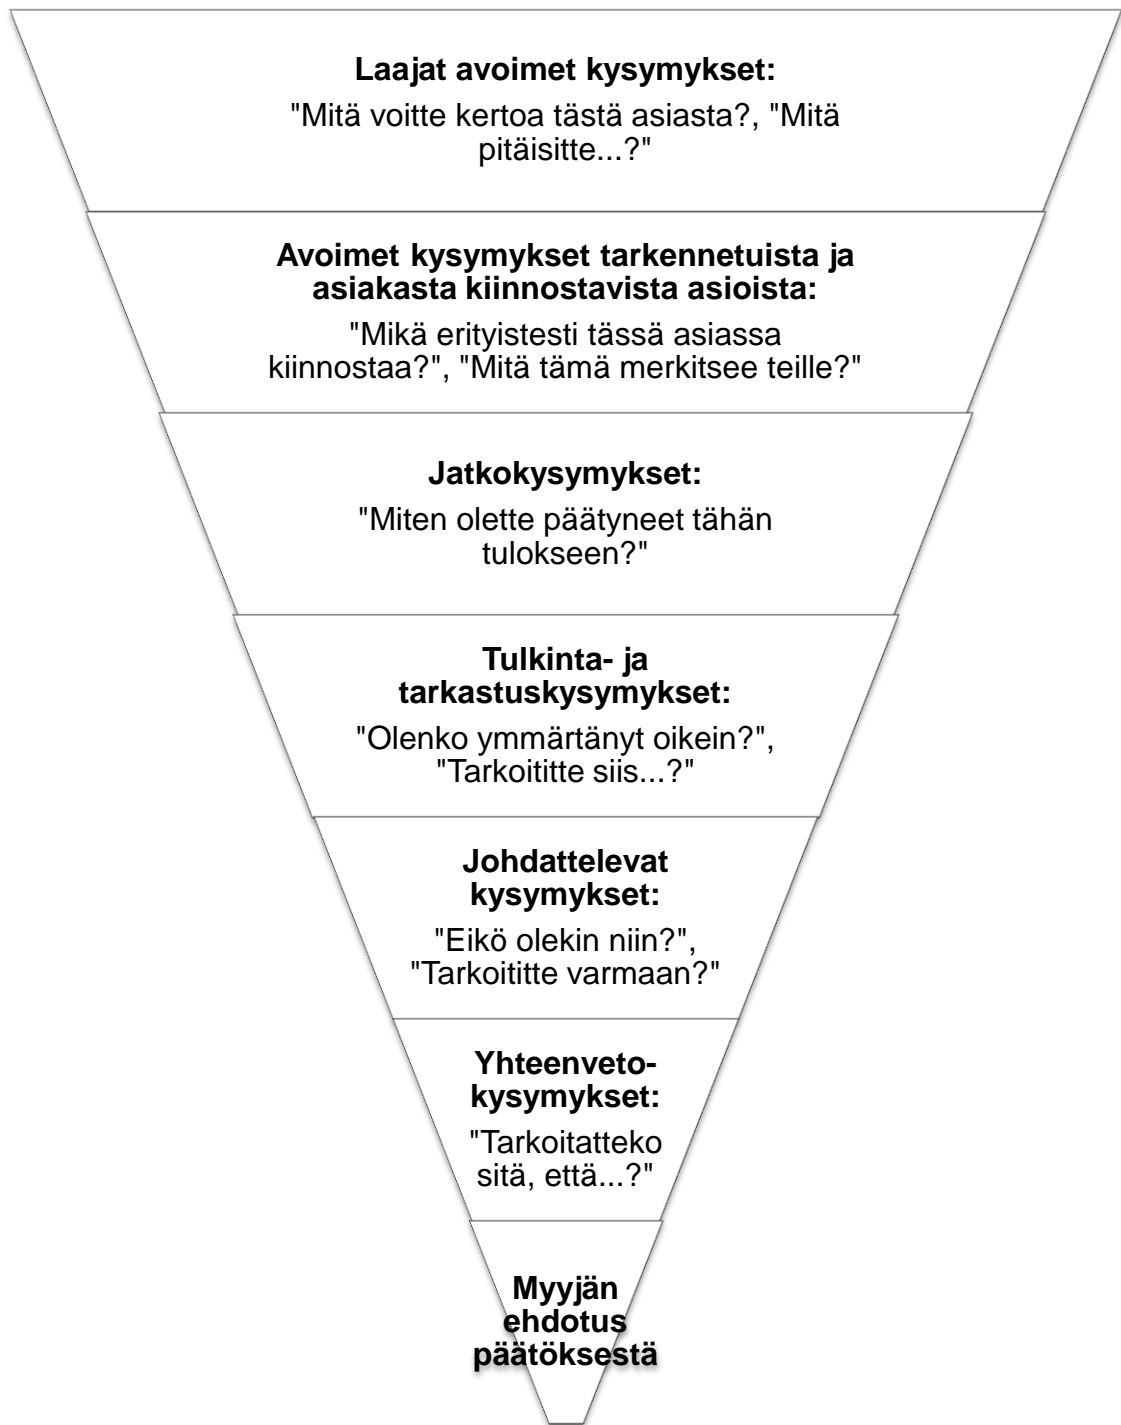 Laajat avoimet kysymykset:
"Mitä voitte kertoa tästä asiasta?, "Mitä
pitäisitte...?"
Avoimet kysymykset tarkennetuista ja
asiakasta kiinnostavista asioista:
"Mikä erityistesti tässä asiassa
kiinnostaa?", "Mitä tämä merkitsee teille?"
Jatkokysymykset:
"Miten olette päätyneet tähän
tulokseen?"
Tulkinta- ja
tarkastuskysymykset:
"Olenko ymmärtänyt oikein?",
"Tarkoititte siis...?"
Johdattelevat
kysymykset:
"Eikö olekin niin?",
"Tarkoititte varmaan?"
Yhteenveto-
kysymykset:
"Tarkoitatteko
sitä, että...?"
Myyjän
ehdotus
päätöksestä